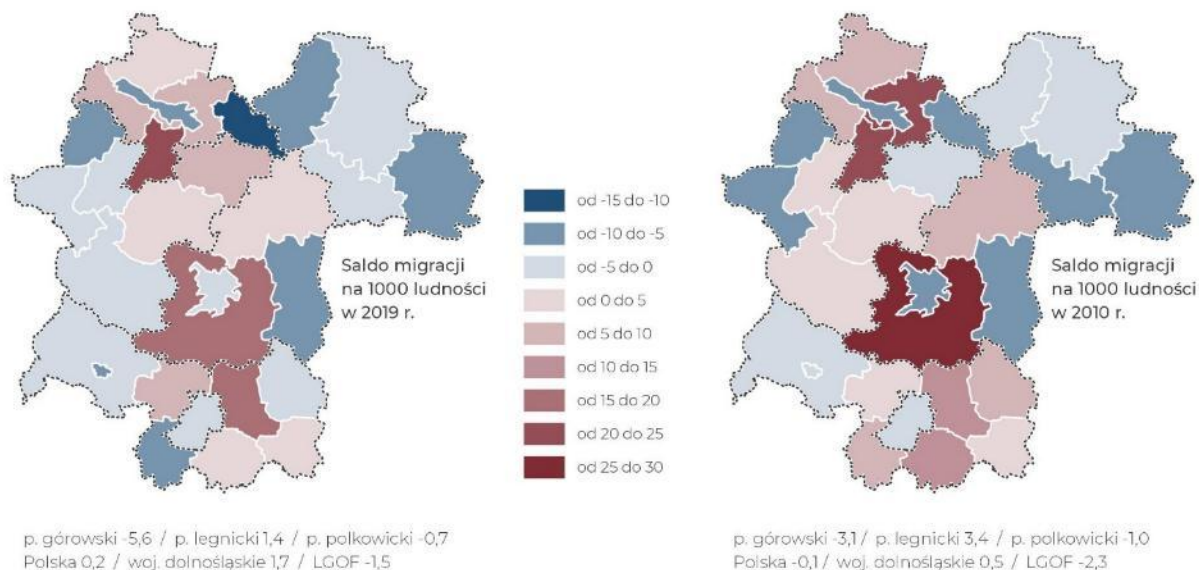 od -15 do -10
od -10 do -5
od -5 do 0
od 0 do 5
od 5 do 10
od 10 do 15
od 15 do 20
od 20 do 25
od 25 do 30
Saldo migracji
na 1000 ludności
w 2019 r.
Saldo migracji
na 1000 ludności
w 2010 r.
p. górowski -5,6 / p. legnicki 1,4 / p. polkowicki -0,7
Polska 0,2 / woj. dolnośląskie 1,7 / LGOF -1,5
p. górowski -3,1 / p. legnicki 3,4 / p. polkowicki -1,0
Polska -0,1 / woj. dolnośląskie 0,5 / LGOF -2,3